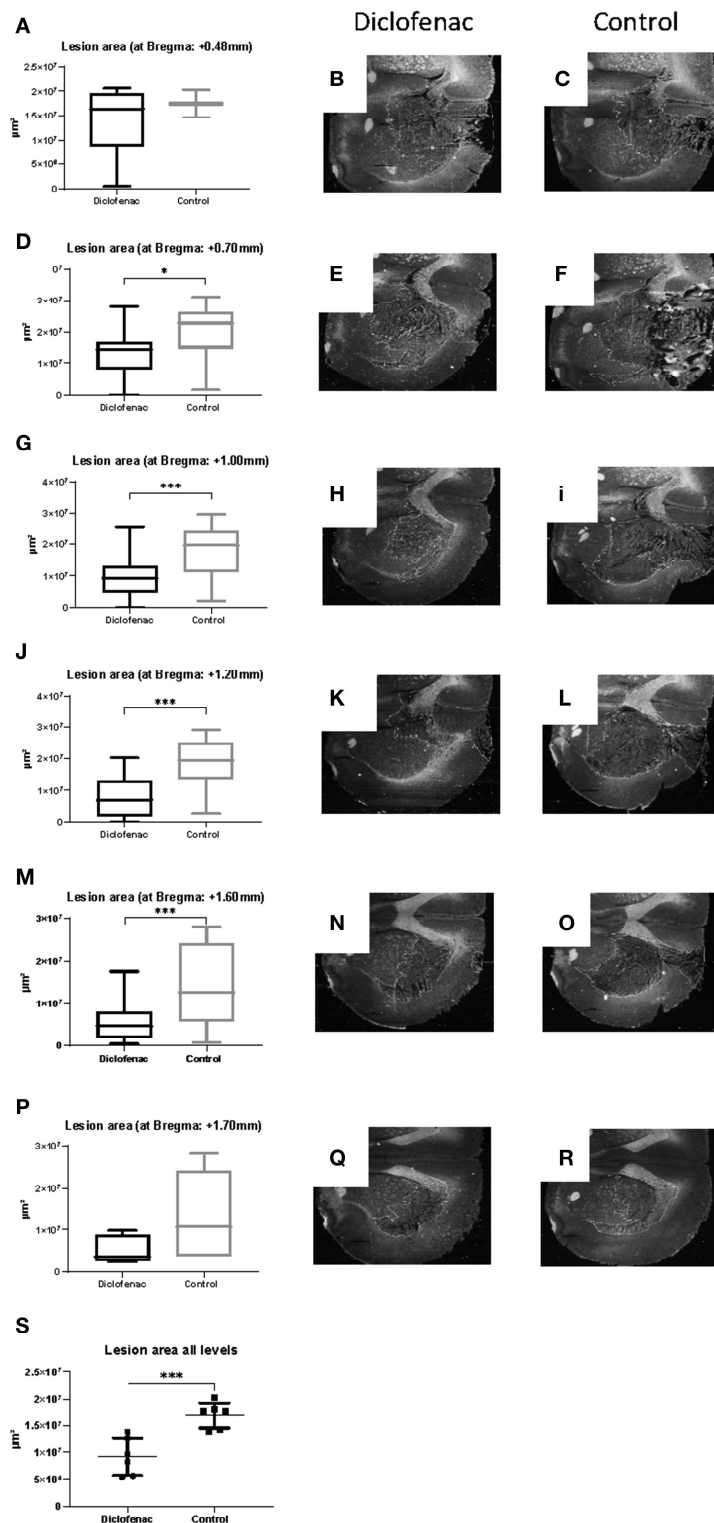 Diclofenac Control
A
Lesion area (at Bregma: +0.48mm)
2.5×10⁷
2×10⁷
1.5×10⁷
1×10⁷
5×10⁶
0
µm²
Diclofenac Control
B
C
D
Lesion area (at Bregma: +0.70mm)
*
2×10⁷
1×10⁷
0
µm²
Diclofenac Control
E
F
G
Lesion area (at Bregma: +1.00mm)
***
4×10⁷
3×10⁷
2×10⁷
1×10⁷
0
µm²
Diclofenac Control
H
i
J
Lesion area (at Bregma: +1.20mm)
***
4×10⁷
3×10⁷
2×10⁷
1×10⁷
0
µm²
Diclofenac Control
K
L
M
Lesion area (at Bregma: +1.60mm)
***
3×10⁷
2×10⁷
1×10⁷
0
µm²
Diclofenac Control
N
O
P
Lesion area (at Bregma: +1.70mm)
3×10⁷
2×10⁷
1×10⁷
0
µm²
Diclofenac Control
Q
R
S
Lesion area all levels
***
2.5×10⁷
2×10⁷
1.5×10⁷
1×10⁷
5×10⁶
0
µm²
Diclofenac Control